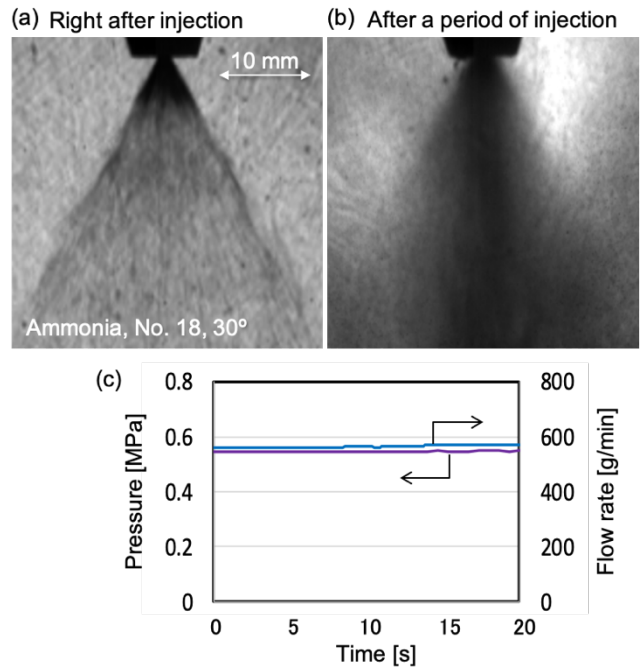 (a) Right after injection
(b) After a period of injection
10 mm
Ammonia, No. 18, 30º
(c)
0.8
0.6
0.4
0.2
0
Pressure [MPa]
800
600
400
200
0
Flow rate [g/min]
0 5 10 15 20
Time [s]